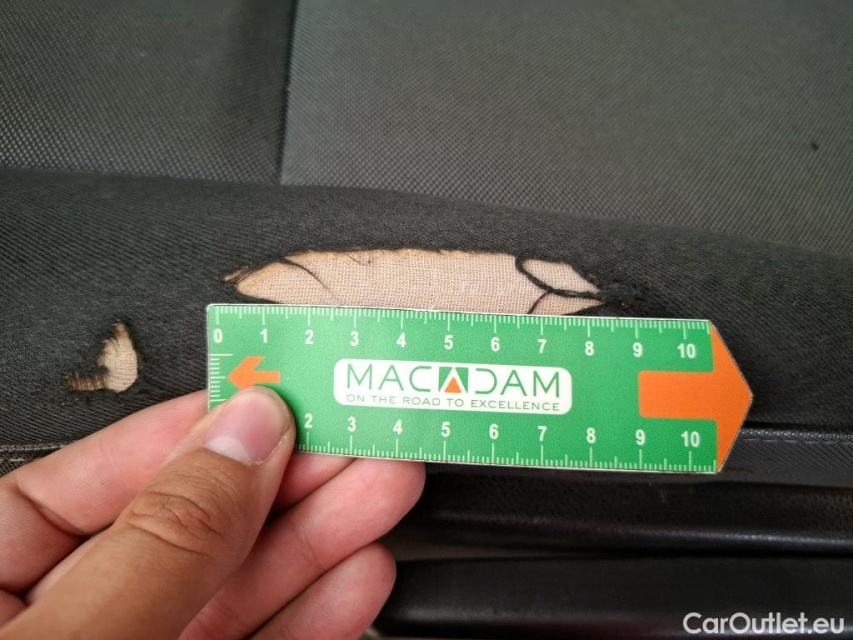 0 1 2 3 4 5 6 7 8 9 10
MACADAM
ON THE ROAD TO EXCELLENCE
2 3 4 5 6 7 8 9 10
CarOutlet.eu